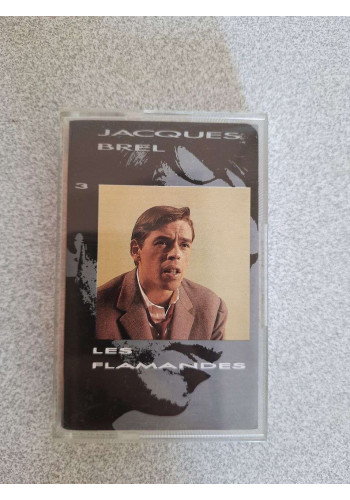 JACQUES
BREL
3
LES
FLAMANDES